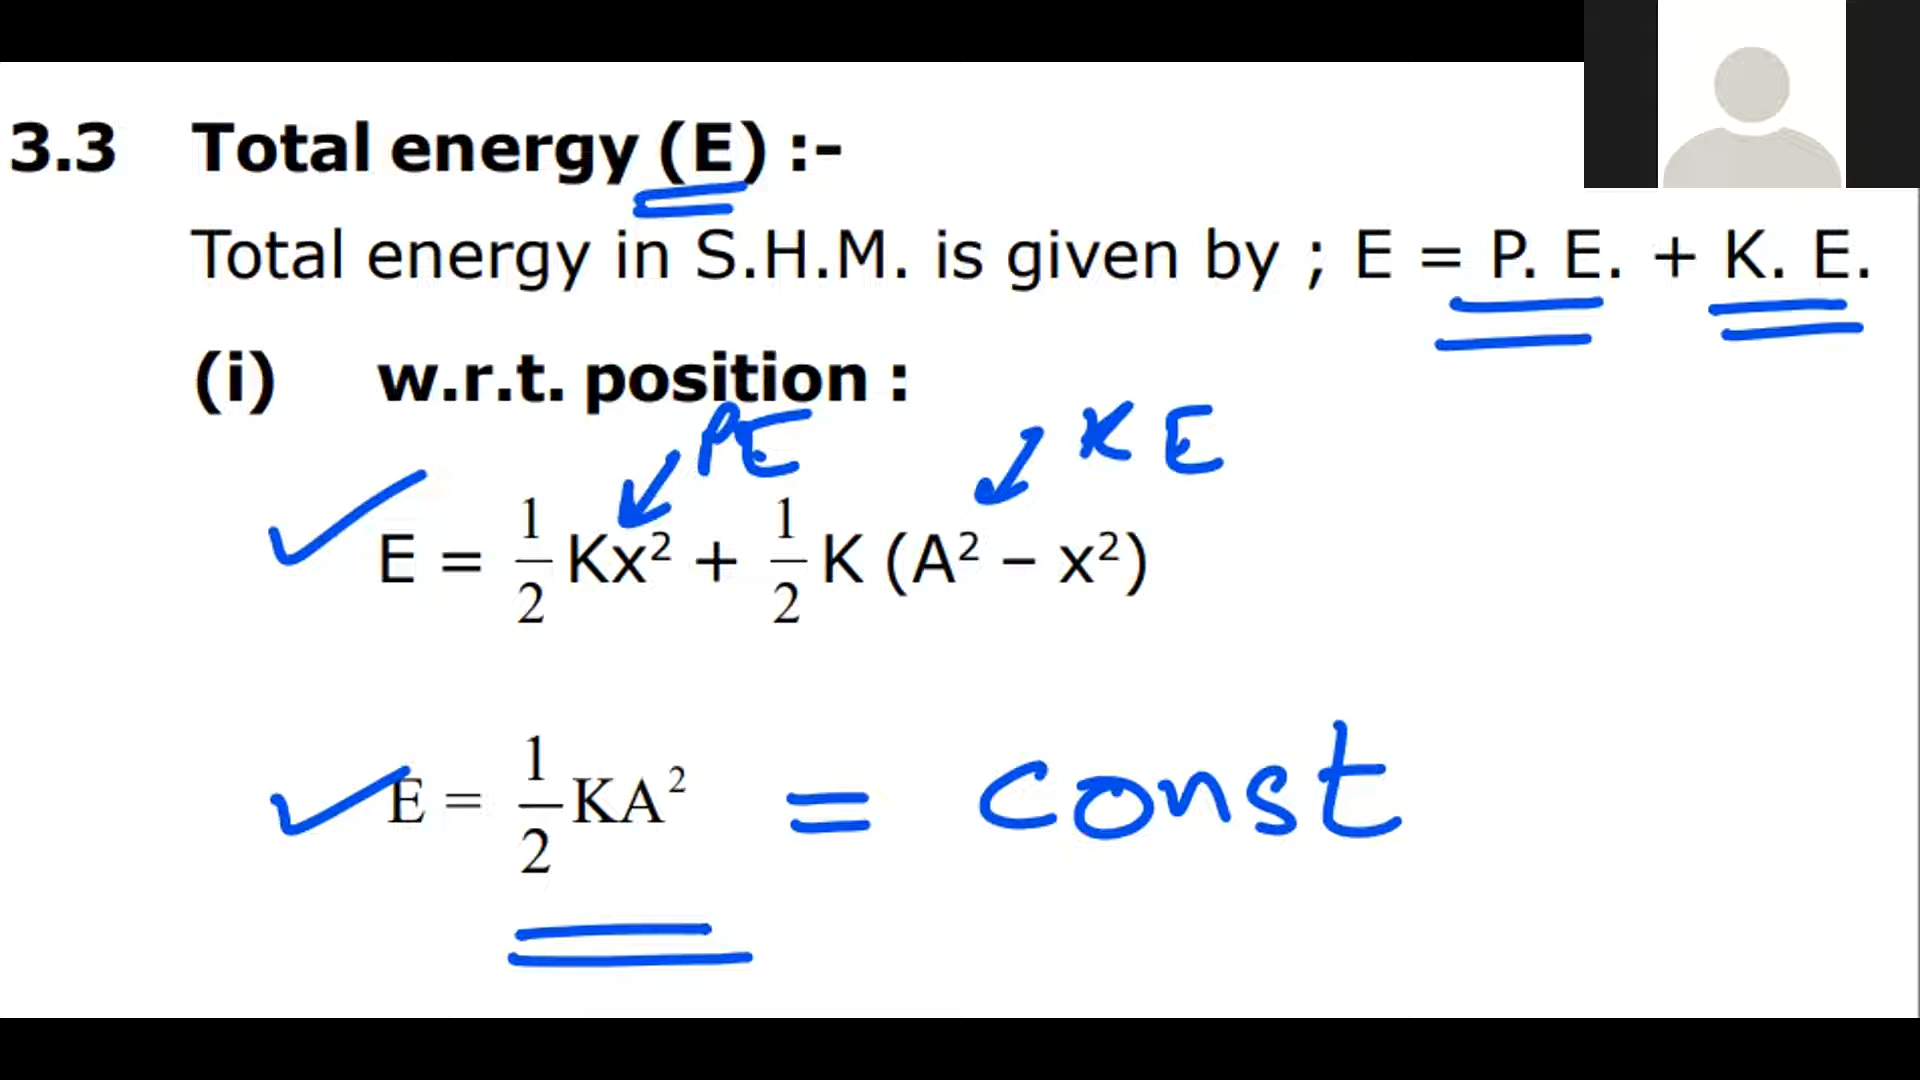 3.3 Total energy (E) :-
Total energy in S.H.M. is given by ; E = P. E. + K. E.
(i) w.r.t. position :
PE KE
E = 1/2 Kx² + 1/2 K (A² – x²)
E = 1/2 KA² = const